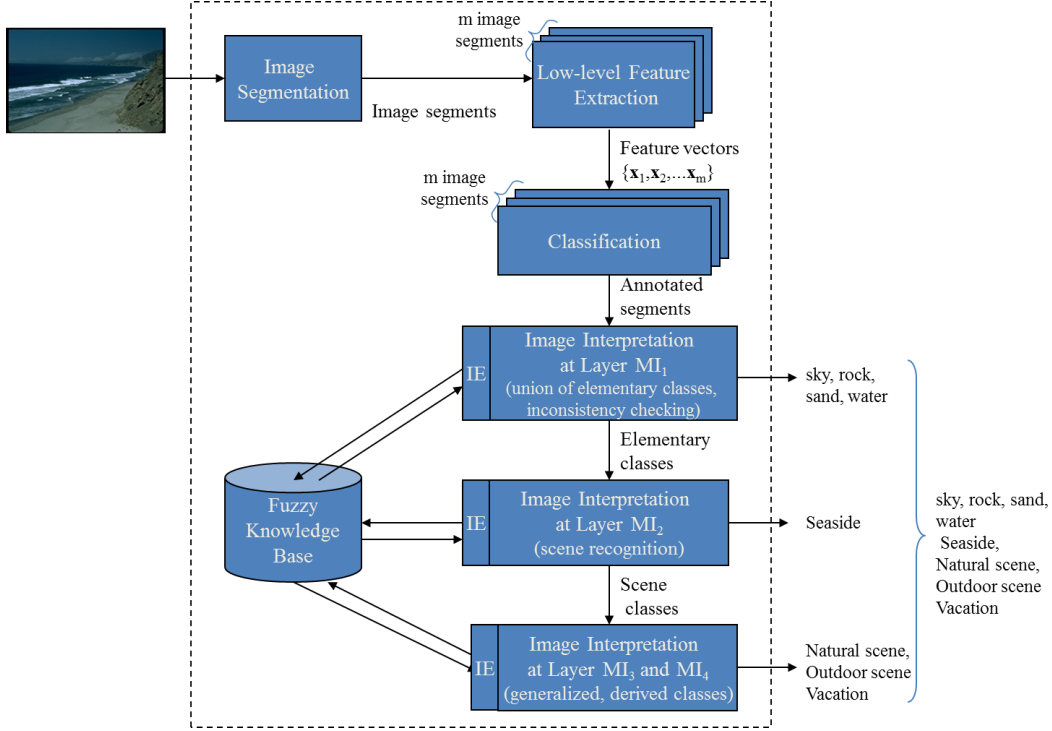 m image
segments
Image
Segmentation
Image segments
Low-level Feature
Extraction
Feature vectors
{x1,x2,...xm}
m image
segments
Classification
Annotated
segments
IE
Image Interpretation
at Layer MI1
(union of elementary classes,
inconsistency checking)
sky, rock,
sand, water
Elementary
classes
Fuzzy
Knowledge
Base
IE
Image Interpretation
at Layer MI2
(scene recognition)
Seaside
Scene
classes
IE
Image Interpretation
at Layer MI3 and MI4
(generalized, derived classes)
Natural scene,
Outdoor scene
Vacation
sky, rock, sand,
water
Seaside,
Natural scene,
Outdoor scene
Vacation